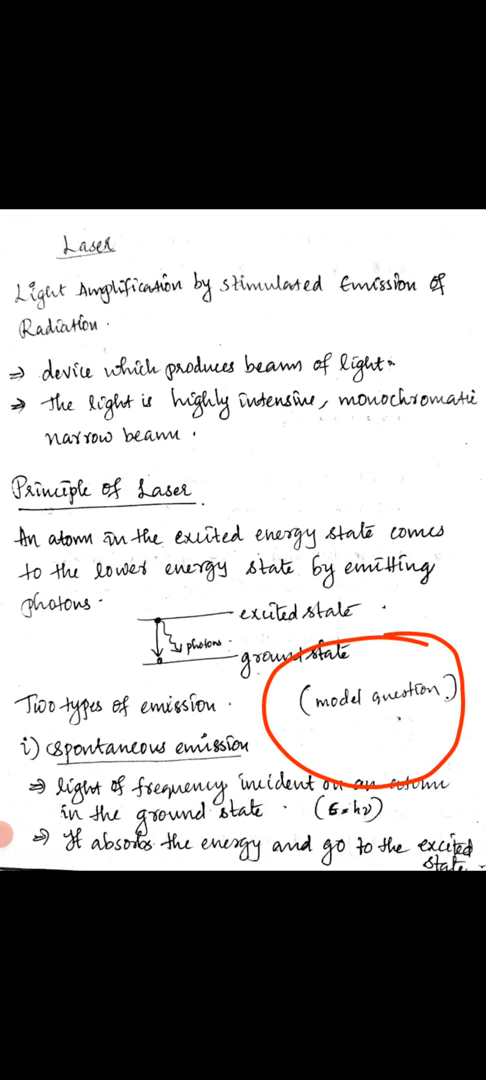 Laser
Light Amplification by Stimulated Emission of
Radiation.
⇒ device which produces beam of light.
⇒ The light is highly intensive, monochromatic
narrow beam.
Principle of Laser
An atom in the excited energy state comes
to the lower energy state by emitting
photons.
excited state.
photons.
ground state
(model question)
Two types of emission.
i) Spontaneous emission
⇒ light of frequency incident on an atom
in the ground state. (E=hν)
⇒ It absorbs the energy and go to the excited
state.